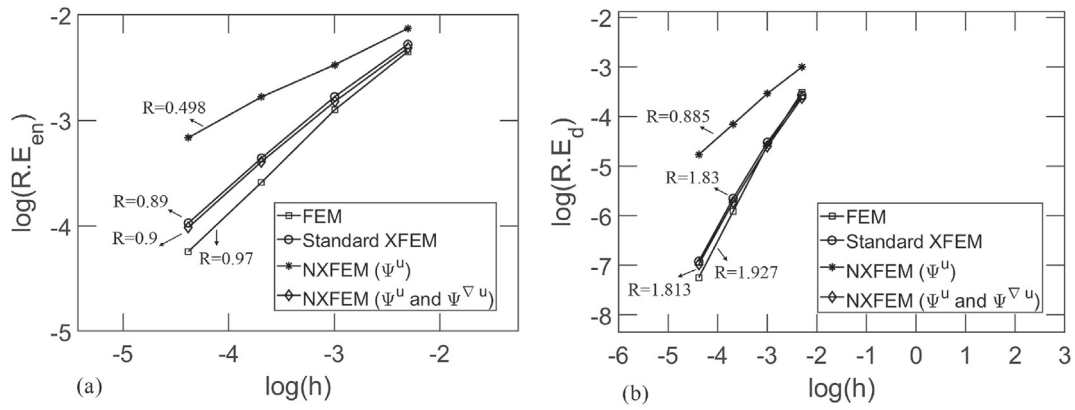 -2
-3
-4
-5
log(R.E_en)
R=0.498
R=0.89
R=0.9
R=0.97
FEM
Standard XFEM
NXFEM (Ψ^u)
NXFEM (Ψ^u and Ψ^∇ u)
-5 -4 -3 -2
log(h)
(a)
-2
-3
-4
-5
-6
-7
-8
log(R.E_d)
R=0.885
R=1.83
R=1.927
R=1.813
FEM
Standard XFEM
NXFEM (Ψ^u)
NXFEM (Ψ^u and Ψ^∇ u)
-6 -5 -4 -3 -2 -1 0 1 2 3
log(h)
(b)